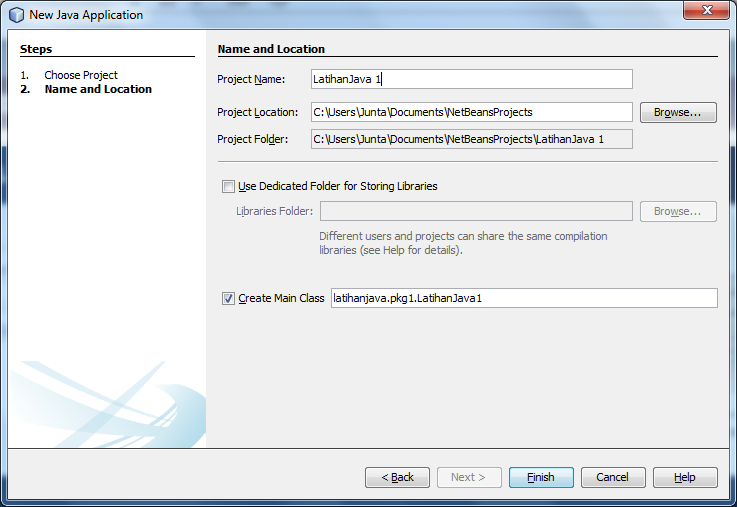 New Java Application
Steps
1. Choose Project
2. Name and Location
Name and Location
Project Name: LatihanJava 1
Project Location: C:\Users\Junta\Documents\NetBeansProjects Browse...
Project Folder: C:\Users\Junta\Documents\NetBeansProjects\LatihanJava 1
Use Dedicated Folder for Storing Libraries
Libraries Folder: Browse...
Different users and projects can share the same compilation
libraries (see Help for details).
Create Main Class latihanjava.pkg1.LatihanJava1
< Back Next > Finish Cancel Help